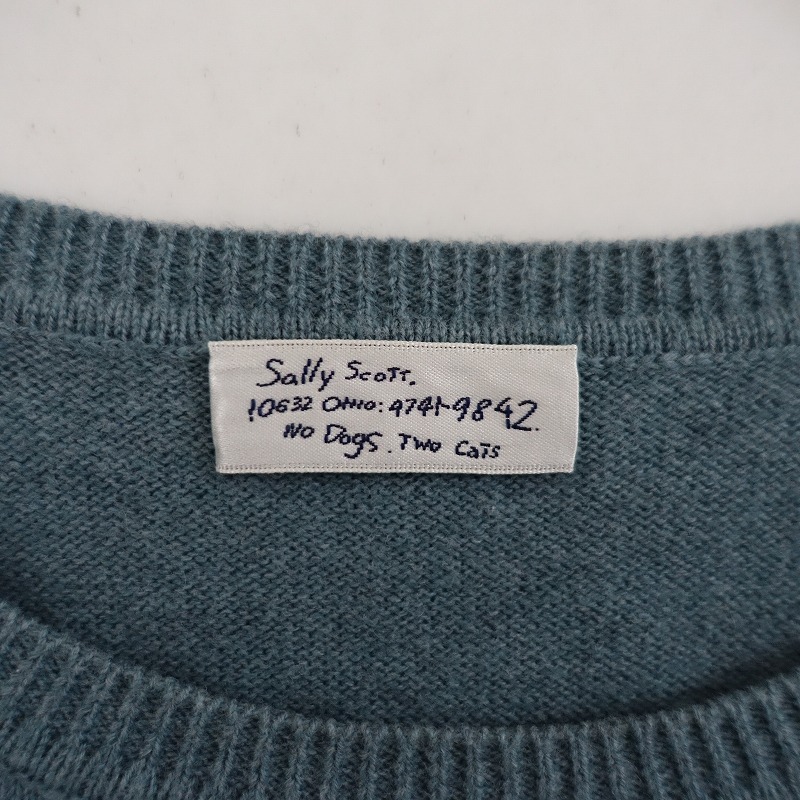 Sally Scott.
10632 Ohio: 4741-9842.
No Dogs. Two Cats